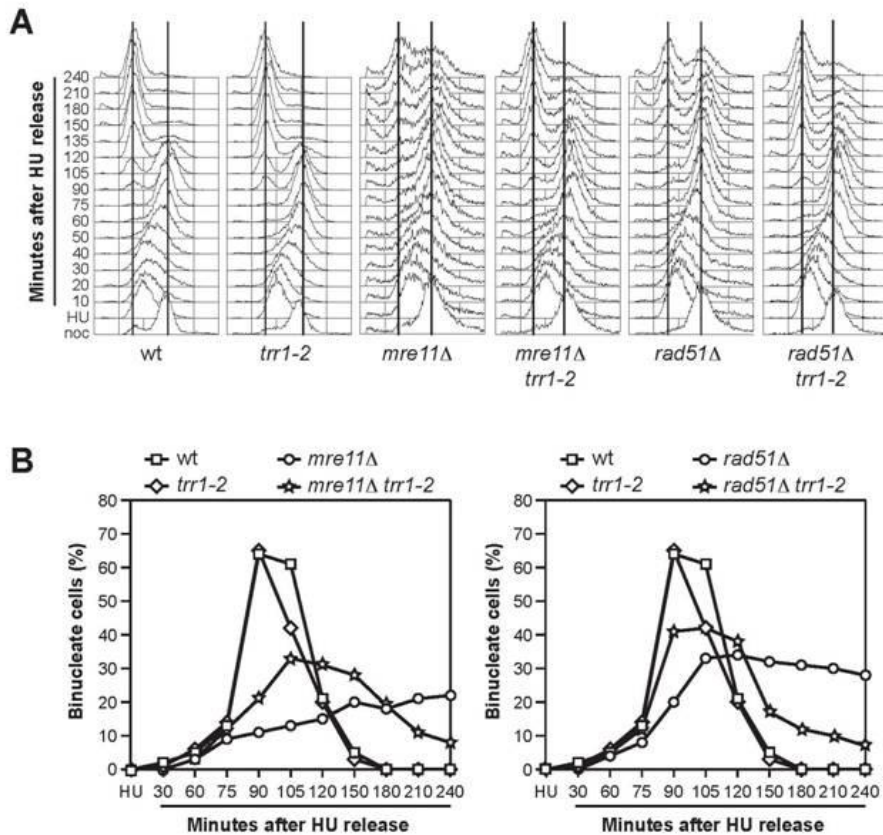 A
Minutes after HU release
240
210
180
150
135
120
105
90
75
60
50
40
30
20
10
HU
noc
wt
trr1-2
mre11Δ
mre11Δ
trr1-2
rad51Δ
rad51Δ
trr1-2
B
wt
mre11Δ
trr1-2
mre11Δ trr1-2
Binucleate cells (%)
80
70
60
50
40
30
20
10
0
HU 30 60 75 90 105 120 150 180 210 240
Minutes after HU release
wt
rad51Δ
trr1-2
rad51Δ trr1-2
Binucleate cells (%)
80
70
60
50
40
30
20
10
0
HU 30 60 75 90 105 120 150 180 210 240
Minutes after HU release